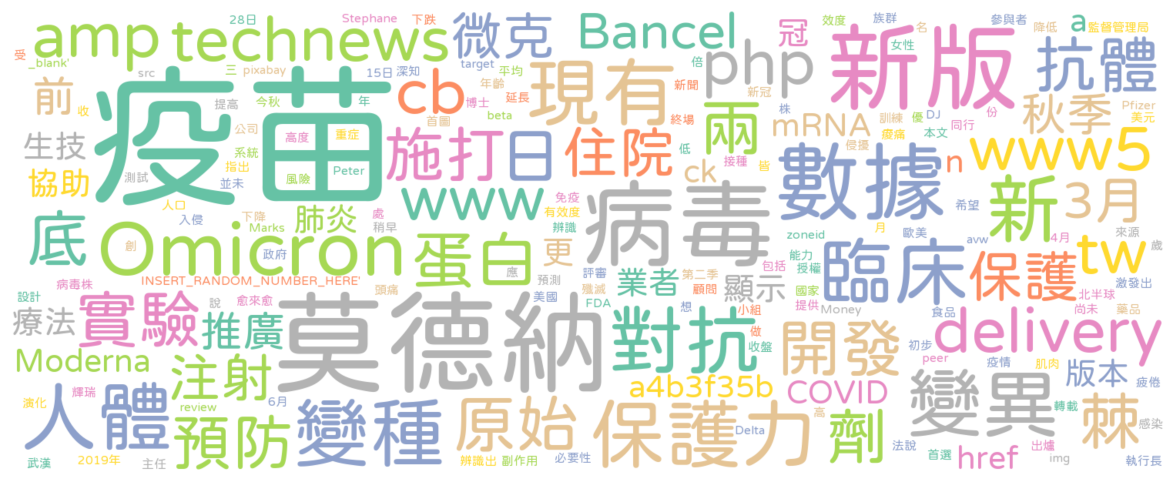 受 28日 Stephane 下跌 效度 族群 名 參與者 a 監督管理局
_blank' amp technews 微克 Bancel 冠 女性 降低
三 pixabay 15日 深知 target 平均 倍 php 新版 抗體
前 src 提高 今秋 年 cb 年齡 延長 現有 新聞 株 份 秋季 Pfizer
收 首圖 博士 beta 新冠 終場 兩 mRNA 訓練 優 DJ 美元
生技 公司 高度 重症 施打 日 住院 低 接種 痠痛 本文 同行
協助 疫苗 系統 指出 風險 Peter ck 皆 侵擾 n www5
測試 並未 www 免疫 數據 新 3月
底 人口 入侵 下降 肺炎 處 有效度 病毒 希望 來源
Marks 稍早 辨識 zoneid 月 歐美 4月 歲
創 政府 Omicron 蛋白 更 能力 臨床 avw tw
病毒株 INSERT_RANDOM_NUMBER_HERE' 應 預測 評審 業者 第二季 包括 授權 保護 激發出
設計 說 愈來愈 頭痛 美國 殲滅 顧問 顯示 國家 北半球
療法 實驗 推廣 莫德納 FDA 想 小組 提供 Money 食品 尚未 藥品
Moderna 對抗 做 收盤 開發 初步 delivery
輝瑞 注射 a4b3f35b COVID peer 疫情 肌肉 版本 疲倦
演化 人體 review 6月 變種 原始 保護力 高 劑 變異 轉載 棘 感染
武漢 2019年 主任 預防 辨識出 副作用 必要性 Delta 法說 首選 href 出爐 img 執行長